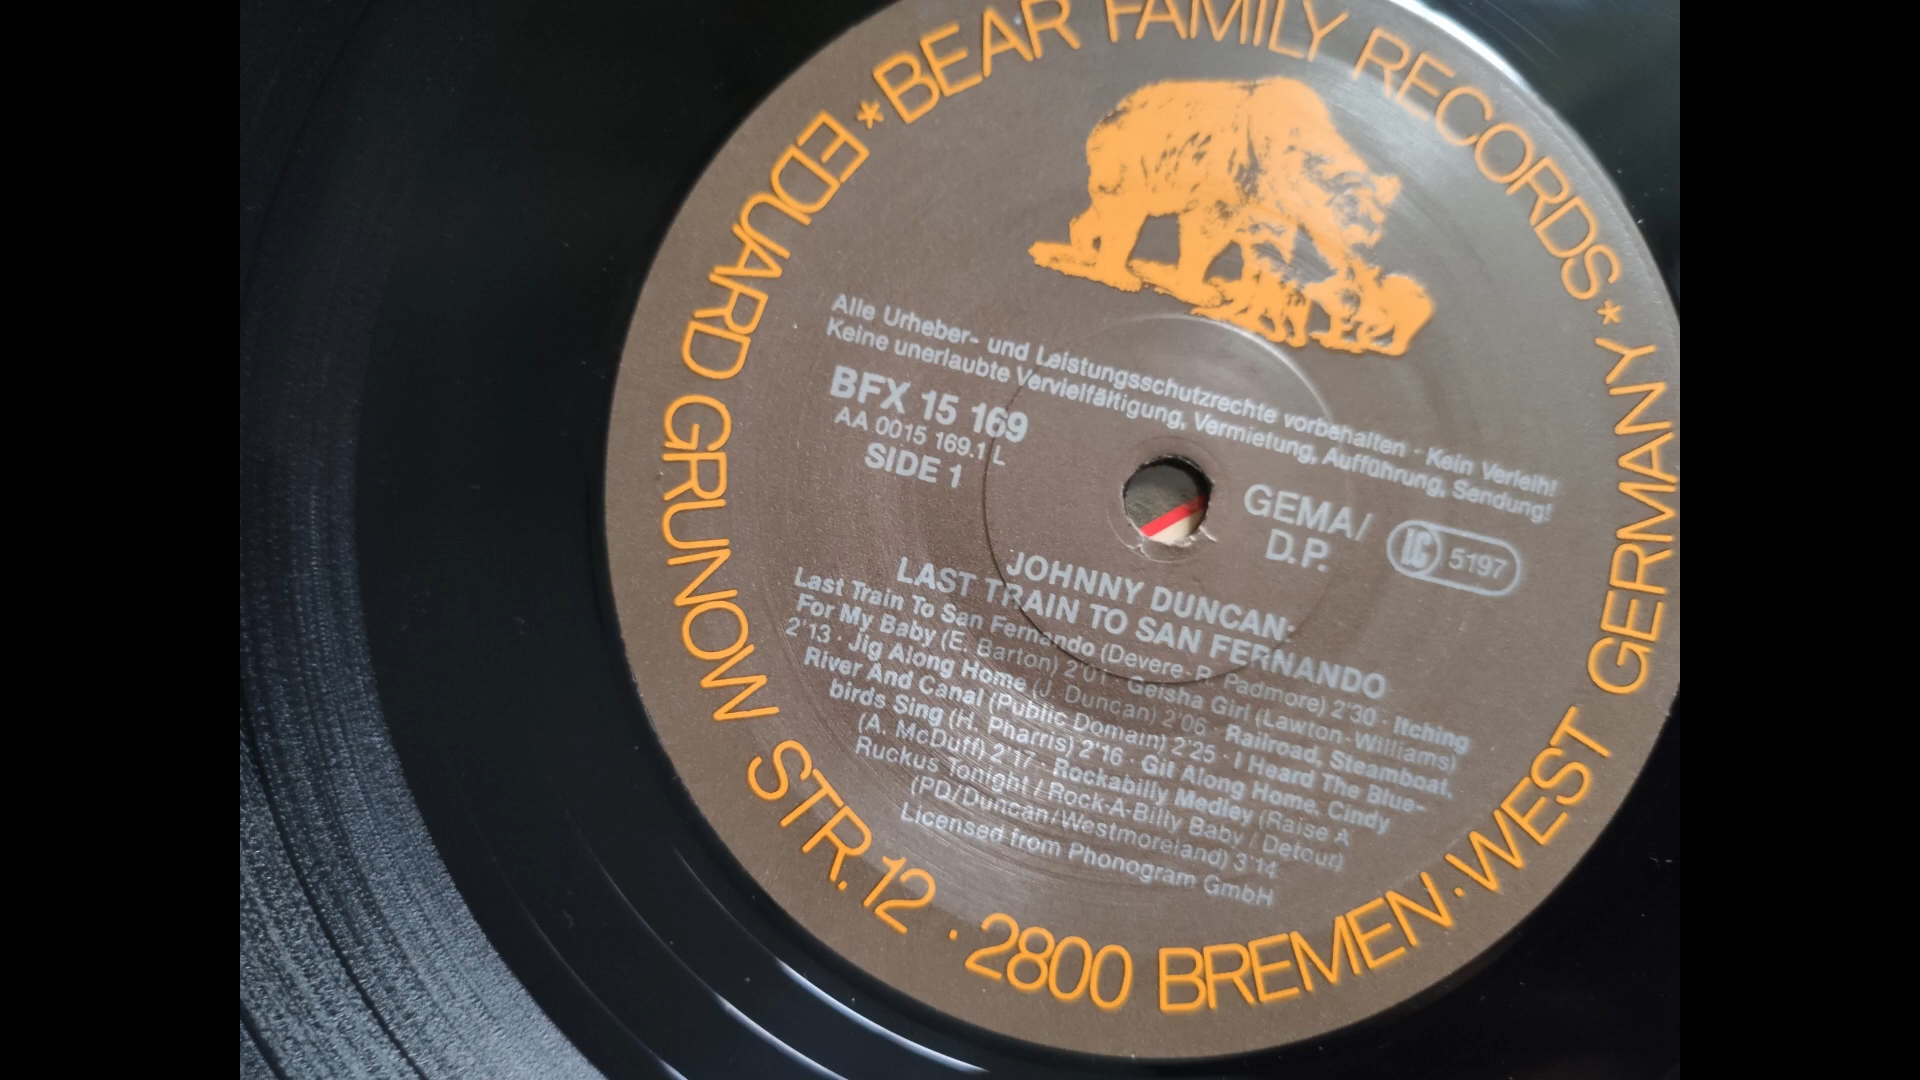 * BEAR FAMILY RECORDS *
EDUARD GRUNOW STR. 12 · 2800 BREMEN · WEST GERMANY
Alle Urheber- und Leistungsschutzrechte vorbehalten - Kein Verleih!
Keine unerlaubte Vervielfältigung, Vermietung, Aufführung, Sendung!
BFX 15 169
AA 0015 169.1 L
SIDE 1
GEMA/
D.P.
LC 5197
JOHNNY DUNCAN:
LAST TRAIN TO SAN FERNANDO
Last Train To San Fernando (Devere-R. Padmore) 2'30 · Itching
For My Baby (E. Barton) 2'01 · Geisha Girl (Lawton-Williams)
2'13 · Jig Along Home (J. Duncan) 2'06 · Railroad, Steamboat,
River And Canal (Public Domain) 2'25 · I Heard The Blue-
birds Sing (H. Pharris) 2'16 · Git Along Home, Cindy
(A. McDuff) 2'17 · Rockabilly Medley (Raise A
Ruckus Tonight / Rock-A-Billy Baby / Detour)
(PD/Duncan/Westmoreland) 3'14
Licensed from Phonogram GmbH